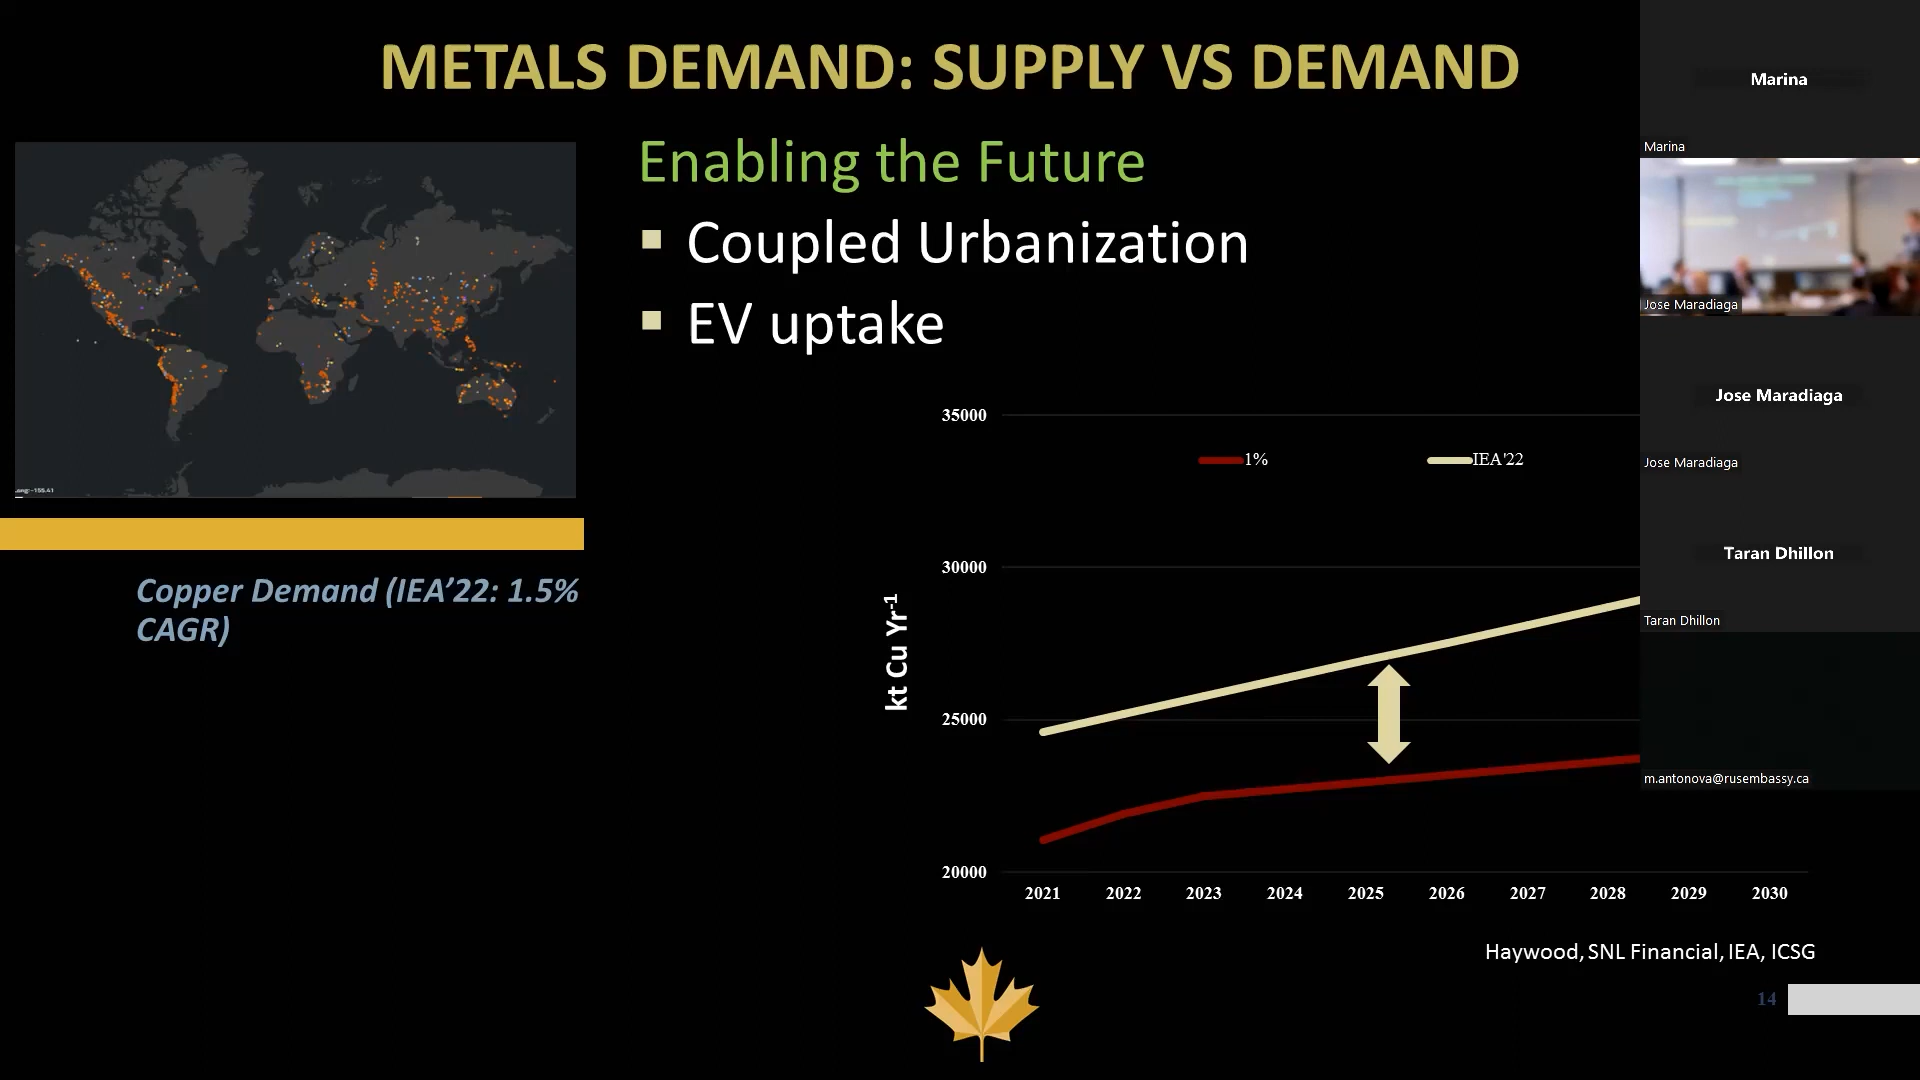 METALS DEMAND: SUPPLY VS DEMAND
Enabling the Future
Coupled Urbanization
EV uptake
Copper Demand (IEA’22: 1.5%
CAGR)
35000
1%
IEA'22
30000
25000
20000
kt Cu Yr-1
2021 2022 2023 2024 2025 2026 2027 2028 2029 2030
Haywood, SNL Financial, IEA, ICSG
14
Marina
Marina
Jose Maradiaga
Jose Maradiaga
Jose Maradiaga
Taran Dhillon
Taran Dhillon
m.antonova@rusembassy.ca